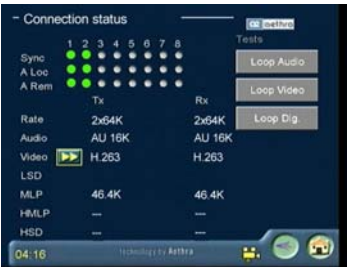 - Connection status
aethra
Tests
1 2 3 4 5 6 7 8
Sync
Loop Audio
A Loc
A Rem
Loop Video
Tx Rx
Rate 2x64K 2x64K Loop Dig.
Audio AU 16K AU 16K
Video H.263 H.263
LSD
MLP 46.4K 46.4K
HMLP --- ---
HSD --- ---
04:16 technology by Aethra